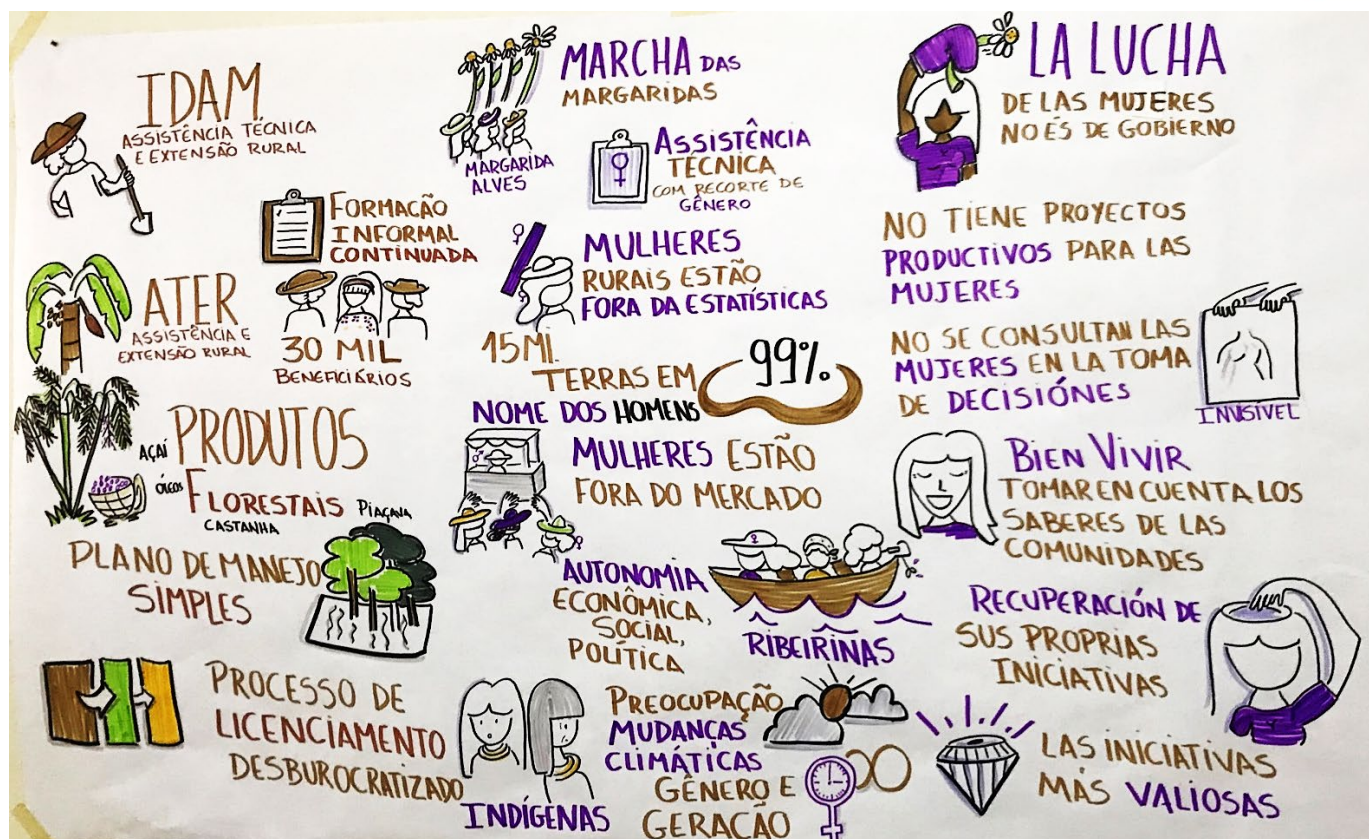 IDAM
ASSISTÊNCIA TÉCNICA
E EXTENSÃO RURAL
FORMAÇÃO
INFORMAL
CONTINUADA
ATER
ASSISTÊNCIA E
EXTENSÃO RURAL
30 MIL
BENEFICIÁRIOS
AÇAÍ
PRODUTOS
ÓLEOS
FLORESTAIS
CASTANHA
PIAÇAVA
PLANO DE MANEJO
SIMPLES
PROCESSO DE
LICENCIAMENTO
DESBUROCRATIZADO
MARCHA DAS
MARGARIDAS
MARGARIDA
ALVES
ASSISTÊNCIA
TÉCNICA
COM RECORTE DE
GÊNERO
MULHERES
RURAIS ESTÃO
FORA DA ESTATÍSTICAS
15MI.
TERRAS EM
99%
NOME DOS HOMENS
MULHERES ESTÃO
FORA DO MERCADO
AUTONOMIA
ECONÔMICA,
SOCIAL,
POLÍTICA
RIBEIRINAS
INDÍGENAS
PREOCUPAÇÃO
MUDANÇAS
CLIMÁTICAS
GÊNERO E
GERAÇÃO
LA LUCHA
DE LAS MUJERES
NO ÉS DE GOBIERNO
NO TIENE PROYECTOS
PRODUCTIVOS PARA LAS
MUJERES
NO SE CONSULTAN LAS
MUJERES EN LA TOMA
DE DECISIÓNES
INVISIVEL
BIEN VIVIR
TOMAR EN CUENTA LOS
SABERES DE LAS
COMUNIDADES
RECUPERACIÓN DE
SUS PROPRIAS
INICIATIVAS
LAS INICIATIVAS
MÁS VALIOSAS